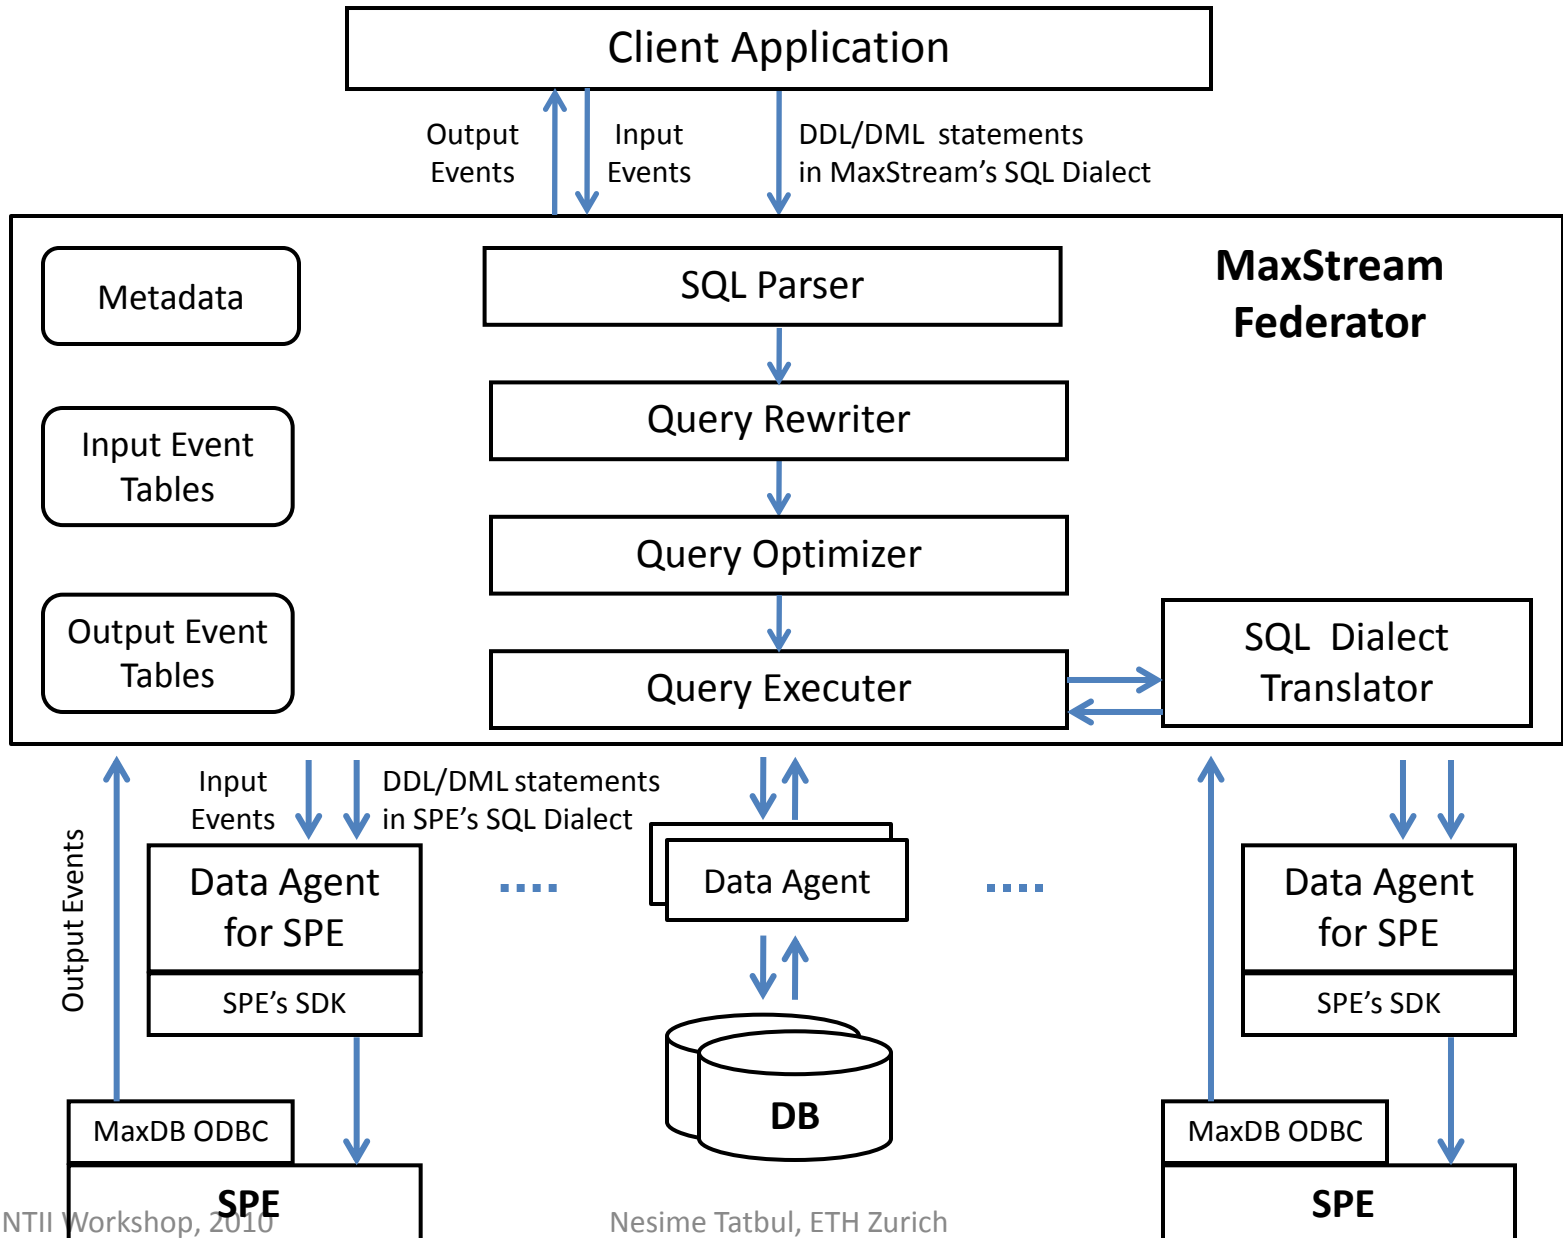 Client Application
Output
Events
Input
Events
DDL/DML statements
in MaxStream's SQL Dialect
MaxStream
Federator
Metadata
SQL Parser
Input Event
Tables
Query Rewriter
Query Optimizer
Output Event
Tables
Query Executer
SQL Dialect
Translator
Input
Events
DDL/DML statements
in SPE's SQL Dialect
Output Events
Data Agent
for SPE
SPE's SDK
Data Agent
Data Agent
for SPE
SPE's SDK
DB
MaxDB ODBC
SPE
MaxDB ODBC
SPE
NTII Workshop, 2010
Nesime Tatbul, ETH Zurich